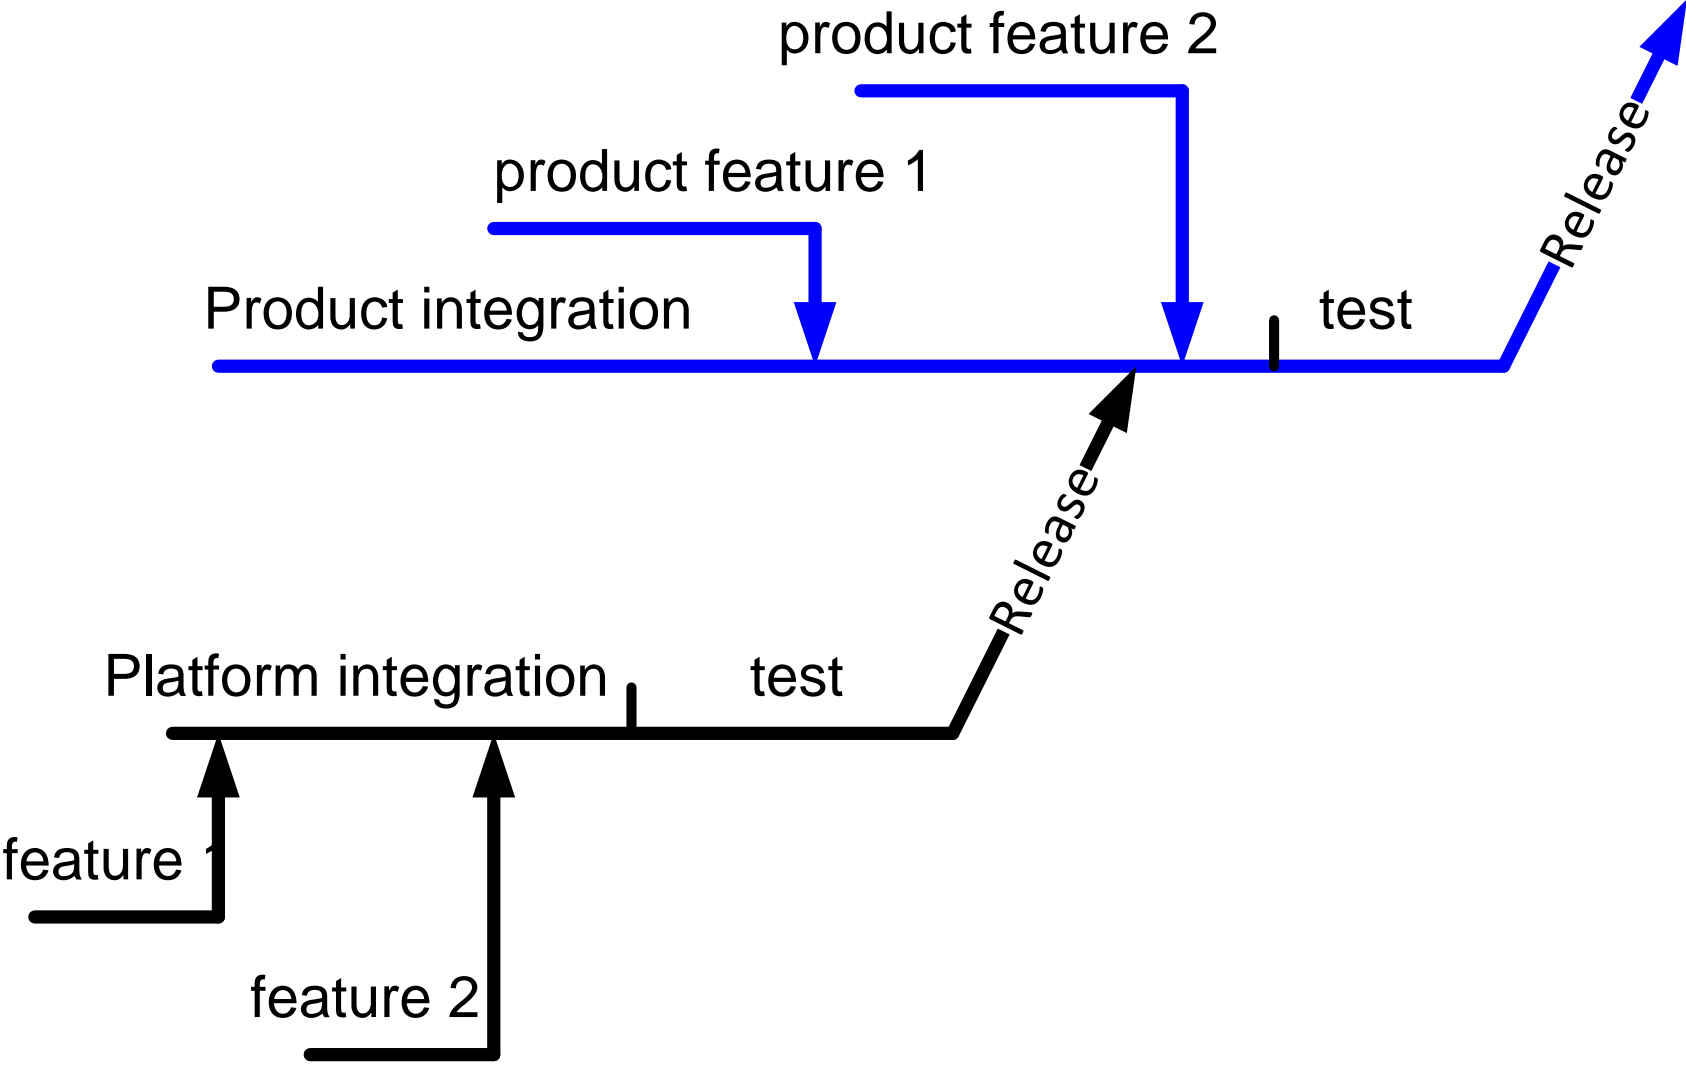 product feature 2
product feature 1
Release
Product integration
test
Release
Platform integration
test
feature 1
feature 2